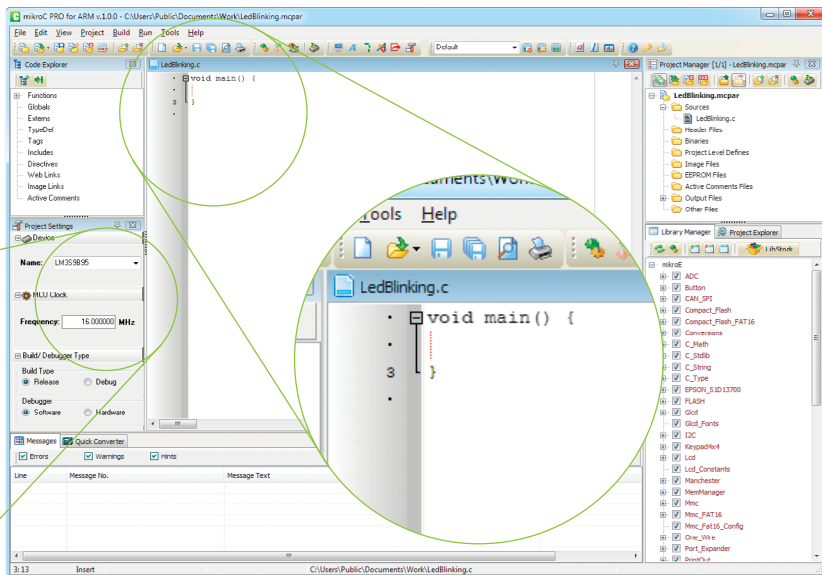 mikroC PRO for ARM v.1.0.0 - C:\Users\Public\Documents\Work\LedBlinking.mcpar
File Edit View Project Build Run Tools Help
Default
Code Explorer
Functions
Globals
Externs
TypeDef
Tags
Includes
Directives
Web Links
Image Links
Active Comments
Project Settings
Device
Name: LM3S9B95
MCU Clock
Frequency: 16.000000 MHz
Build/ Debugger Type
Build Type
Release Debug
Debugger
Software Hardware
LedBlinking.c
void main() {
3 }
ools Help
LedBlinking.c
void main() {
3 }
Project Manager [1/1] - LedBlinking.mcpar
LedBlinking.mcpar
Sources
LedBlinking.c
Header Files
Binaries
Project Level Defines
Image Files
EEPROM Files
Active Comments Files
Output Files
Other Files
Library Manager Project Explorer
LibStock
mikroE
ADC
Button
CAN_SPI
Compact_Flash
Compact_Flash_FAT16
Conversions
C_Math
C_Stdlib
C_String
C_Type
EPSON_S1D13700
FLASH
Glcd
Glcd_Fonts
I2C
Keypad4x4
Lcd
Lcd_Constants
Manchester
MemManager
Mmc
Mmc_FAT16
Mmc_Fat16_Config
One_Wire
Port_Expander
PrintOut
Messages Quick Converter
Errors Warnings Hints
Line Message No. Message Text
3: 13 Insert C:\Users\Public\Documents\Work\LedBlinking.c